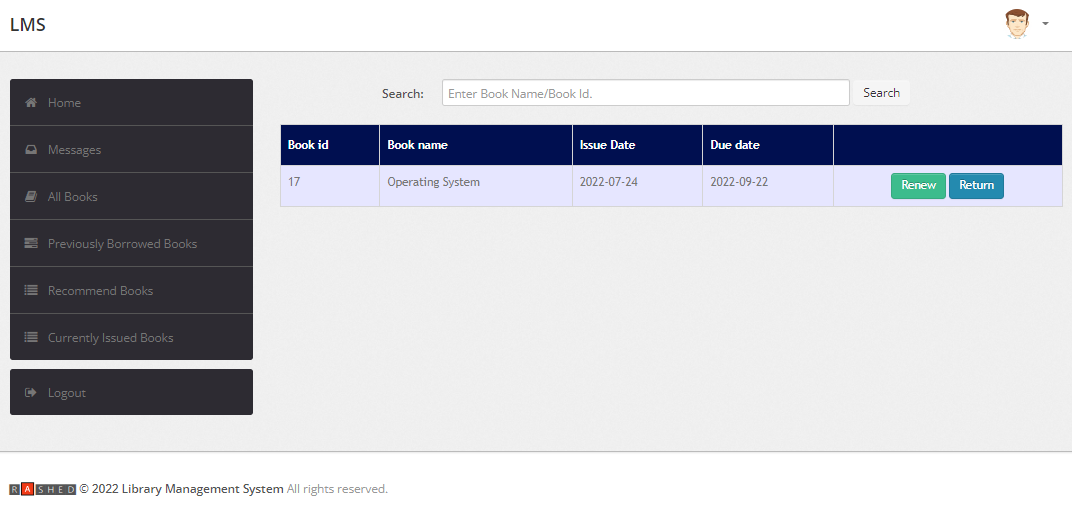 LMS
Home
Messages
All Books
Previously Borrowed Books
Recommend Books
Currently Issued Books
Logout
Search: Enter Book Name/Book Id. Search
Book id Book name Issue Date Due date
17 Operating System 2022-07-24 2022-09-22 Renew Return
RASHED © 2022 Library Management System All rights reserved.